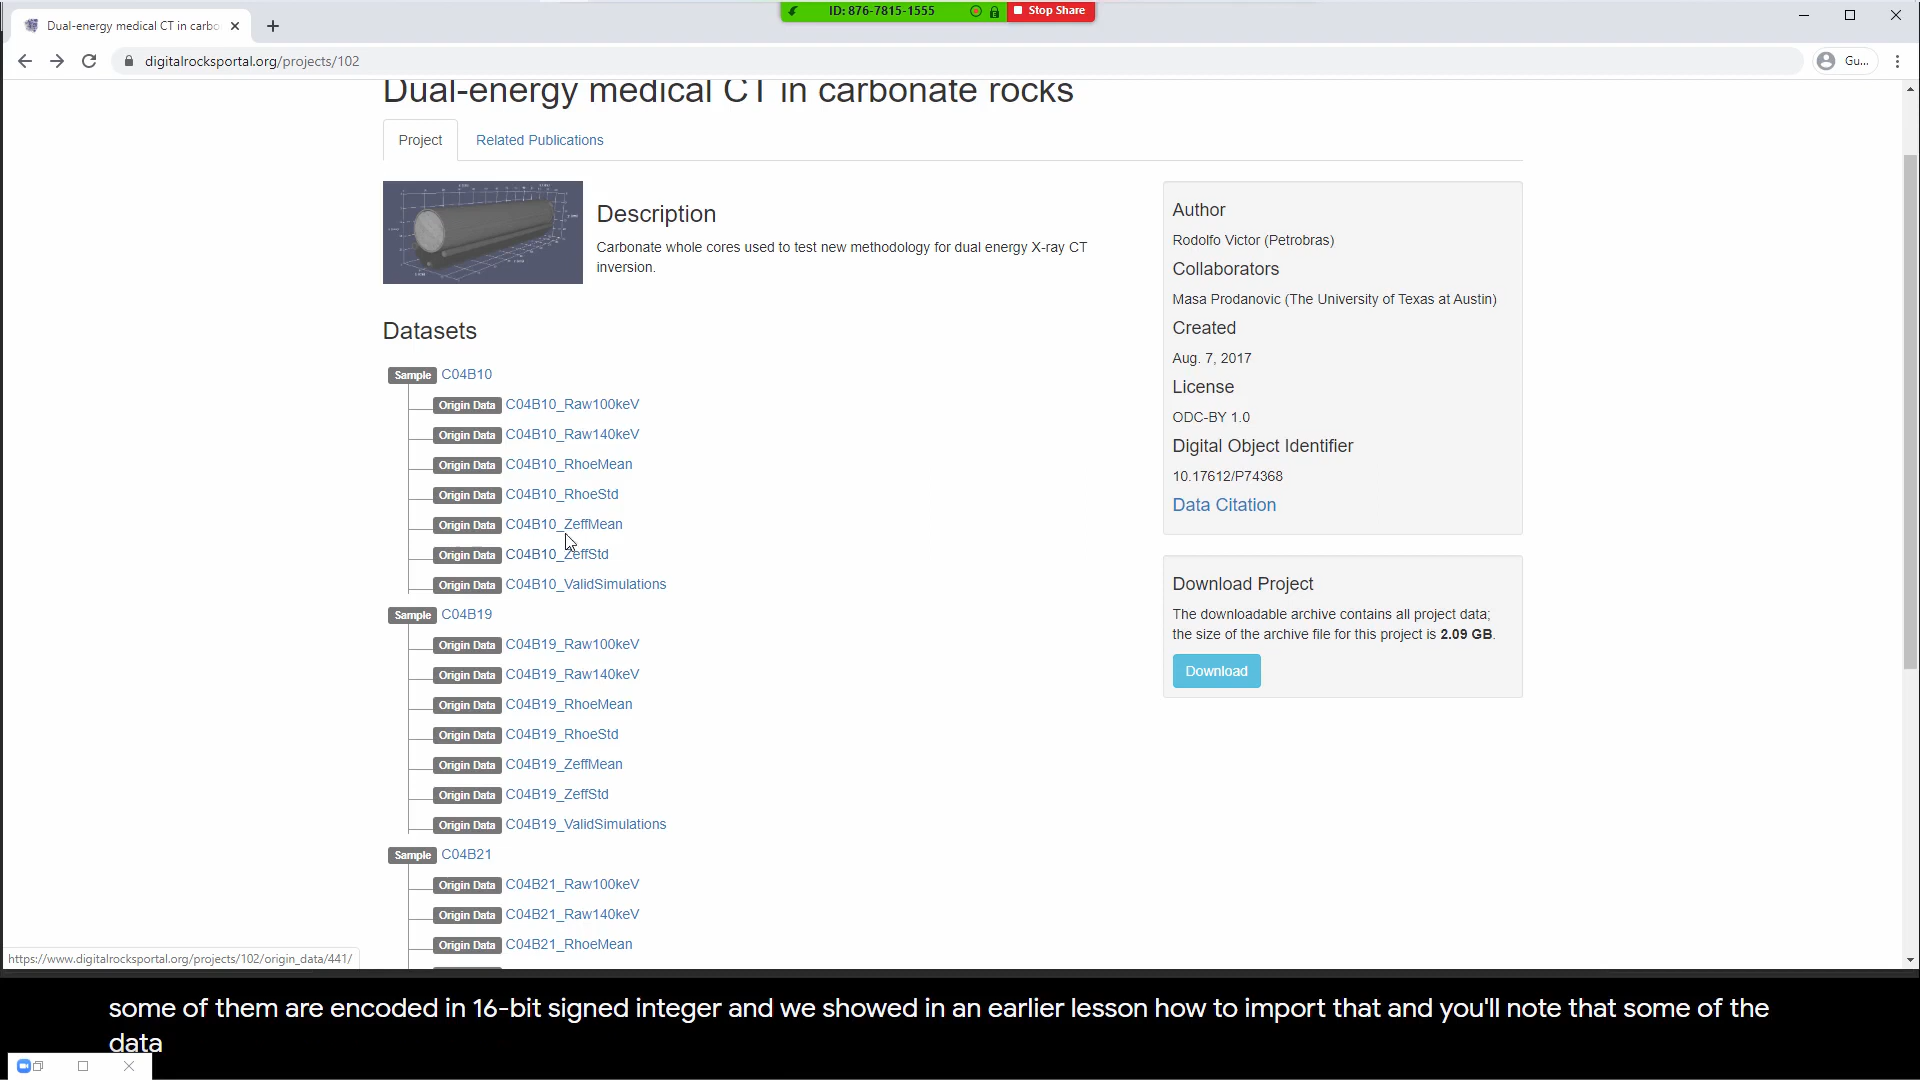 ID: 876-7815-1555
Stop Share
Dual-energy medical CT in carbo
digitalrocksportal.org/projects/102
Gu...
Dual-energy medical CT in carbonate rocks
Project
Related Publications
Description
Carbonate whole cores used to test new methodology for dual energy X-ray CT
inversion.
Datasets
Sample C04B10
Origin Data C04B10_Raw100keV
Origin Data C04B10_Raw140keV
Origin Data C04B10_RhoeMean
Origin Data C04B10_RhoeStd
Origin Data C04B10_ZeffMean
Origin Data C04B10_ZeffStd
Origin Data C04B10_ValidSimulations
Sample C04B19
Origin Data C04B19_Raw100keV
Origin Data C04B19_Raw140keV
Origin Data C04B19_RhoeMean
Origin Data C04B19_RhoeStd
Origin Data C04B19_ZeffMean
Origin Data C04B19_ZeffStd
Origin Data C04B19_ValidSimulations
Sample C04B21
Origin Data C04B21_Raw100keV
Origin Data C04B21_Raw140keV
Origin Data C04B21_RhoeMean
Author
Rodolfo Victor (Petrobras)
Collaborators
Masa Prodanovic (The University of Texas at Austin)
Created
Aug. 7, 2017
License
ODC-BY 1.0
Digital Object Identifier
10.17612/P74368
Data Citation
Download Project
The downloadable archive contains all project data;
the size of the archive file for this project is 2.09 GB.
Download
https://www.digitalrocksportal.org/projects/102/origin_data/441/
some of them are encoded in 16-bit signed integer and we showed in an earlier lesson how to import that and you'll note that some of the
data